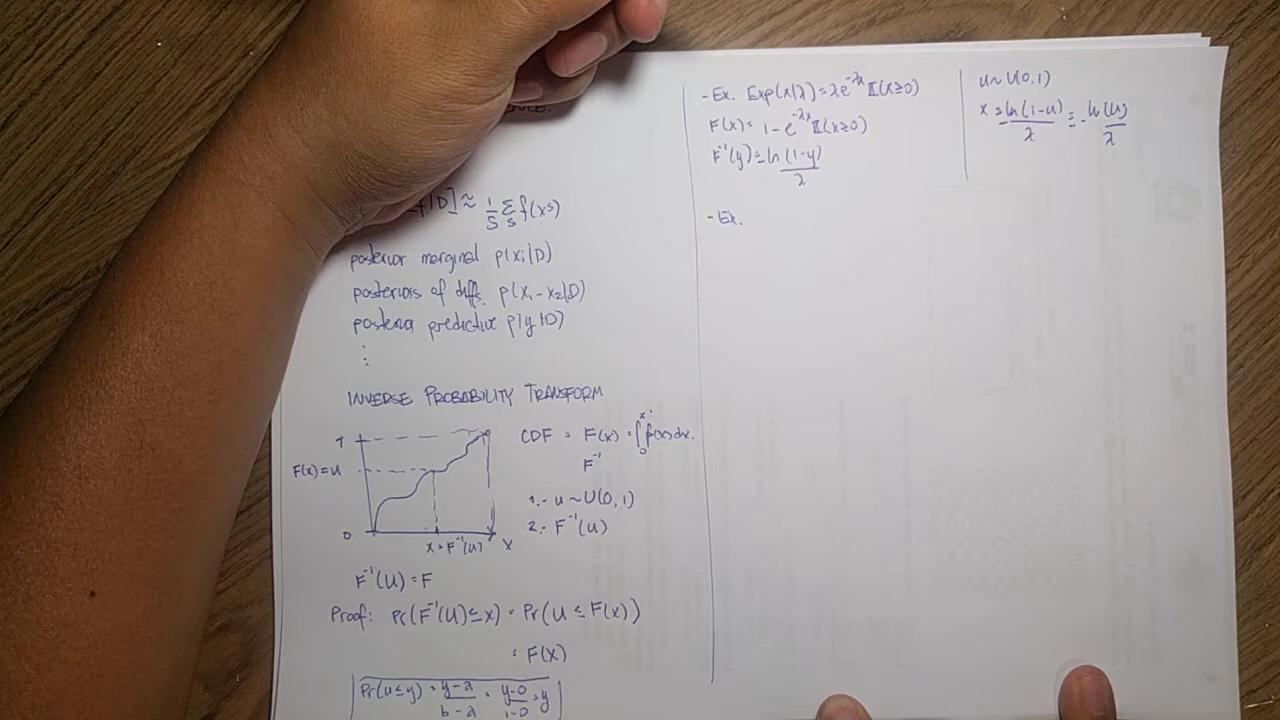 f|D] ≈ 1/S Σ_s f(x^s)
posterior marginal p(x_i|D)
posteriors of diffs. p(x_1 - x_2|D)
posterior predictive p(y|D)
⋮
INVERSE PROBABILITY TRANSFORM
1
F(x) = u
0
x = F^{-1}(u)
x
CDF = F(x) = ∫_0^x f(x)dx.
F^{-1}
1.- u ~ U(0,1)
2.- F^{-1}(u)
F^{-1}(U) = F
Proof: Pr(F^{-1}(U) ≤ x) = Pr(U ≤ F(x))
= F(x)
Pr(U ≤ y) = (y-a)/(b-a) = (y-0)/(1-0) = y
- Ex. Exp(x|λ) = λe^{-λx} 𝕀(x≥0)
F(x) = 1 - e^{-λx} 𝕀(x≥0)
F^{-1}(y) = -ln(1-y)/λ
- Ex.
u ~ U(0,1)
x = -ln(1-u)/λ = -ln(u)/λ